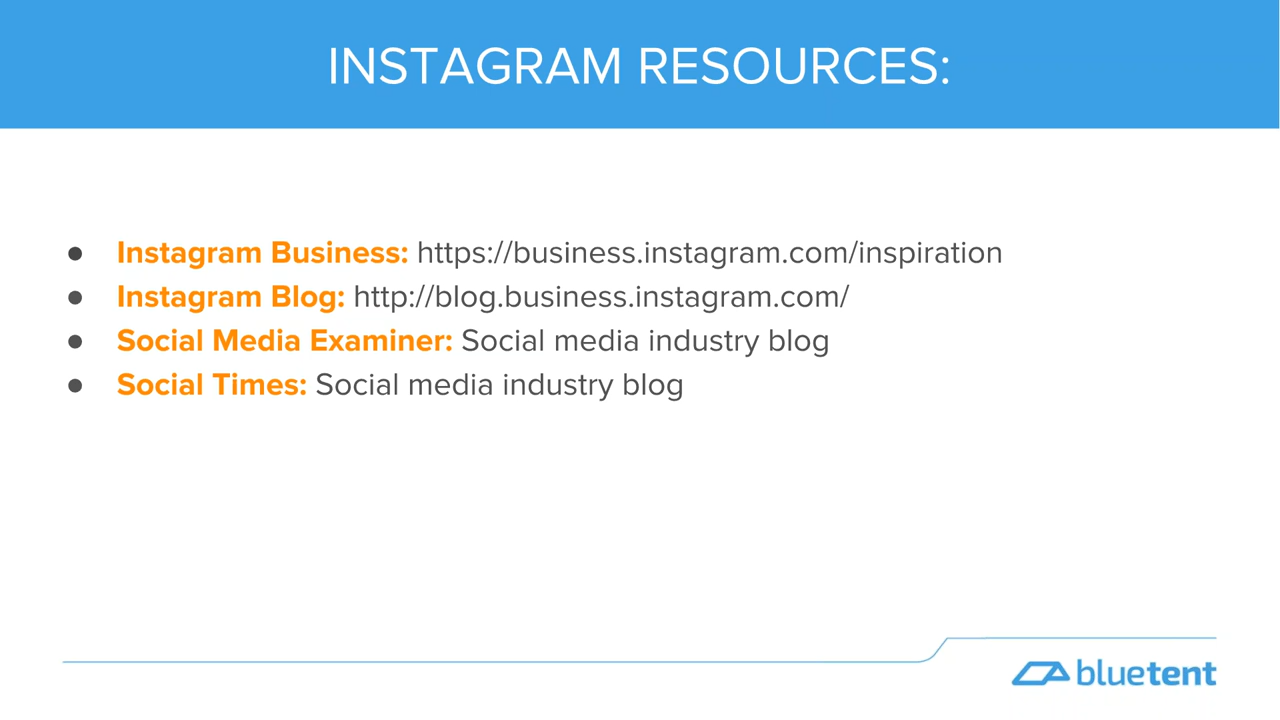 INSTAGRAM RESOURCES:
● Instagram Business: https://business.instagram.com/inspiration
● Instagram Blog: http://blog.business.instagram.com/
● Social Media Examiner: Social media industry blog
● Social Times: Social media industry blog
bluetent